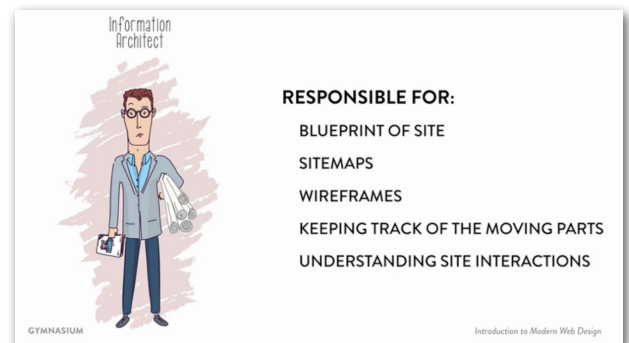 Information
Architect
RESPONSIBLE FOR:
BLUEPRINT OF SITE
SITEMAPS
WIREFRAMES
KEEPING TRACK OF THE MOVING PARTS
UNDERSTANDING SITE INTERACTIONS
GYMNASIUM
Introduction to Modern Web Design